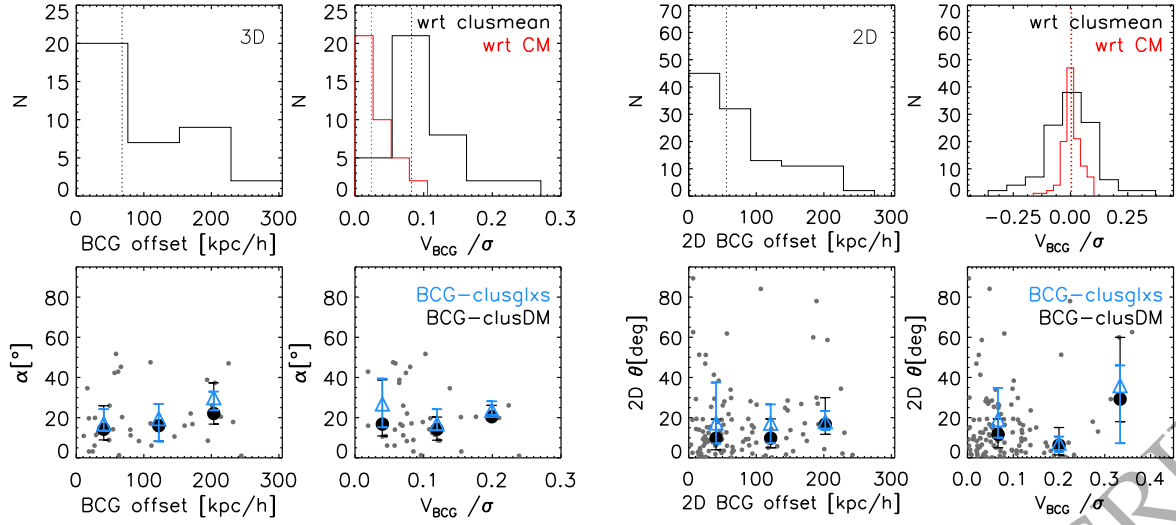 3D
N
25
20
15
10
5
0
0 100 200 300
BCG offset [kpc/h]
wrt clusmean
wrt CM
N
25
20
15
10
5
0
0.0 0.1 0.2 0.3
V_BCG /σ
2D
N
70
60
50
40
30
20
10
0
0 100 200 300
2D BCG offset [kpc/h]
wrt clusmean
wrt CM
N
70
60
50
40
30
20
10
0
−0.25 0.00 0.25
V_BCG /σ
α[°]
80
60
40
20
0
0 100 200 300
BCG offset [kpc/h]
BCG-clusglxs
BCG-clusDM
α[°]
80
60
40
20
0
0.0 0.1 0.2 0.3
V_BCG /σ
2D θ[deg]
80
60
40
20
0
0 100 200 300
2D BCG offset [kpc/h]
BCG-clusglxs
BCG-clusDM
2D θ[deg]
80
60
40
20
0
0.0 0.1 0.2 0.3 0.4
V_BCG /σ